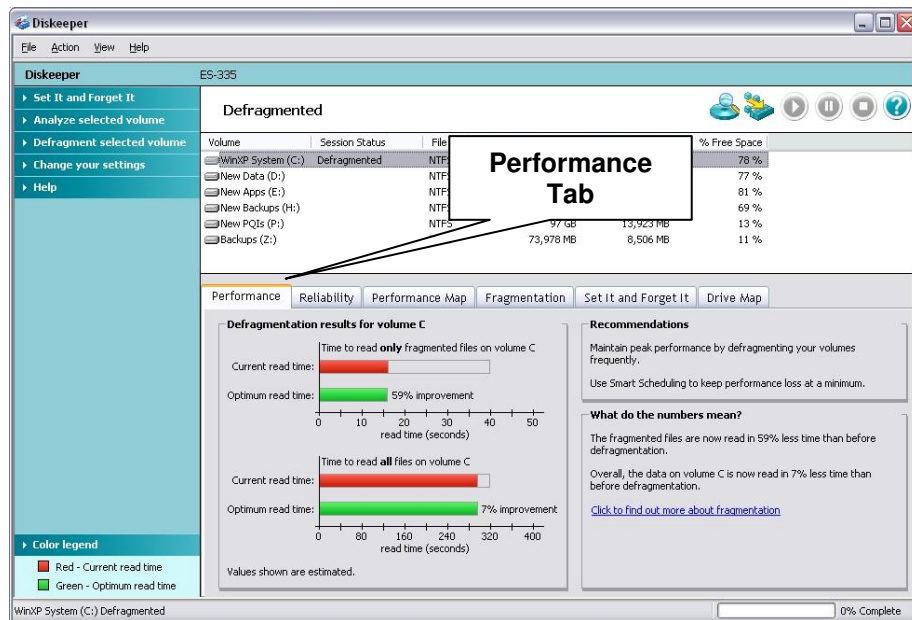 Diskeeper
File Action View Help
Diskeeper ES-335
Set It and Forget It
Analyze selected volume
Defragment selected volume
Change your settings
Help
Defragmented
Volume Session Status File % Free Space
WinXP System (C:) Defragmented NTFS 78 %
New Data (D:) NTF 77 %
New Apps (E:) NTF 81 %
New Backups (H:) NTF 69 %
New PQIs (P:) NTFS 97 GB 13,923 MB 13 %
Backups (Z:) 73,978 MB 8,506 MB 11 %
Performance
Tab
Performance Reliability Performance Map Fragmentation Set It and Forget It Drive Map
Defragmentation results for volume C
Time to read only fragmented files on volume C
Current read time:
Optimum read time: 59% improvement
0 10 20 30 40 50
read time (seconds)
Time to read all files on volume C
Current read time:
Optimum read time: 7% improvement
0 80 160 240 320 400
read time (seconds)
Values shown are estimated.
Recommendations
Maintain peak performance by defragmenting your volumes
frequently.
Use Smart Scheduling to keep performance loss at a minimum.
What do the numbers mean?
The fragmented files are now read in 59% less time than before
defragmentation.
Overall, the data on volume C is now read in 7% less time than
before defragmentation.
Click to find out more about fragmentation
Color legend
Red - Current read time
Green - Optimum read time
WinXP System (C:) Defragmented 0% Complete